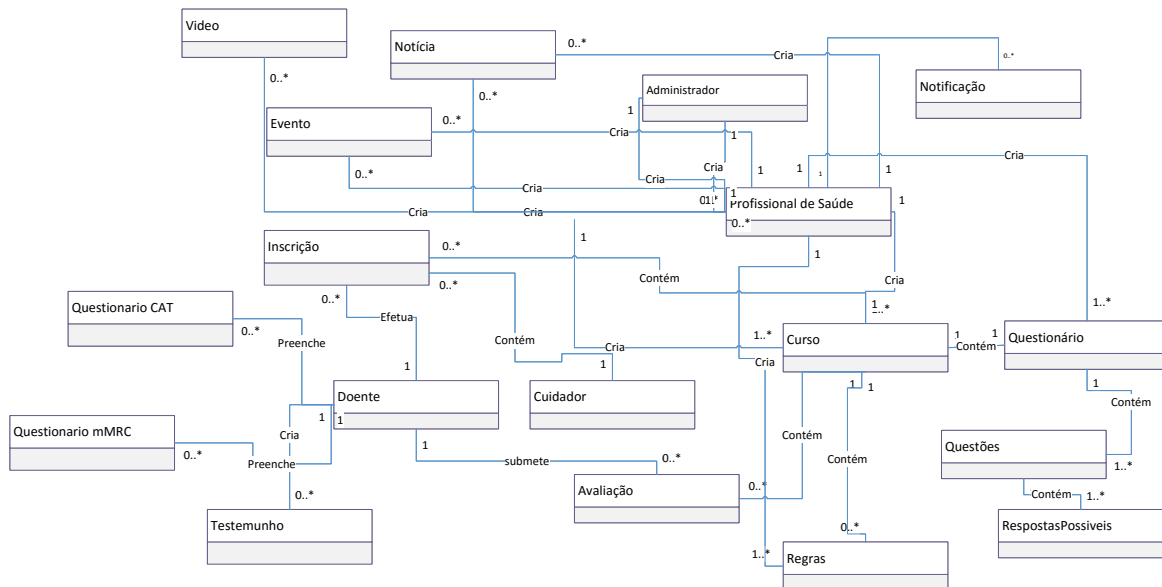 Video
Notícia
0..*
Cria
0..*
Notificação
0..*
0..*
Administrador
1
1
Evento
0..*
Cria
0..*
Cria
Cria
1
1
1
1
Cria
0..*
Cria
Cria
Cria
1
Profissional de Saúde
0..*
1
Inscrição
0..*
0..*
1
1
Contém
Cria
0..*
Efetua
Questionario CAT
0..*
Preenche
Contém
1
1..*
1..*
Cria
1..*
Curso
1
Contém
1
Questionário
1
Cria
1
Doente
1
1
Cuidador
1
1
1
Contém
Questionario mMRC
0..*
Cria
Preenche
1
submete
0..*
Contém
Contém
Questões
1..*
0..*
Testemunho
Avaliação
0..*
Contém
1..*
RespostasPossiveis
0..*
1..*
Regras